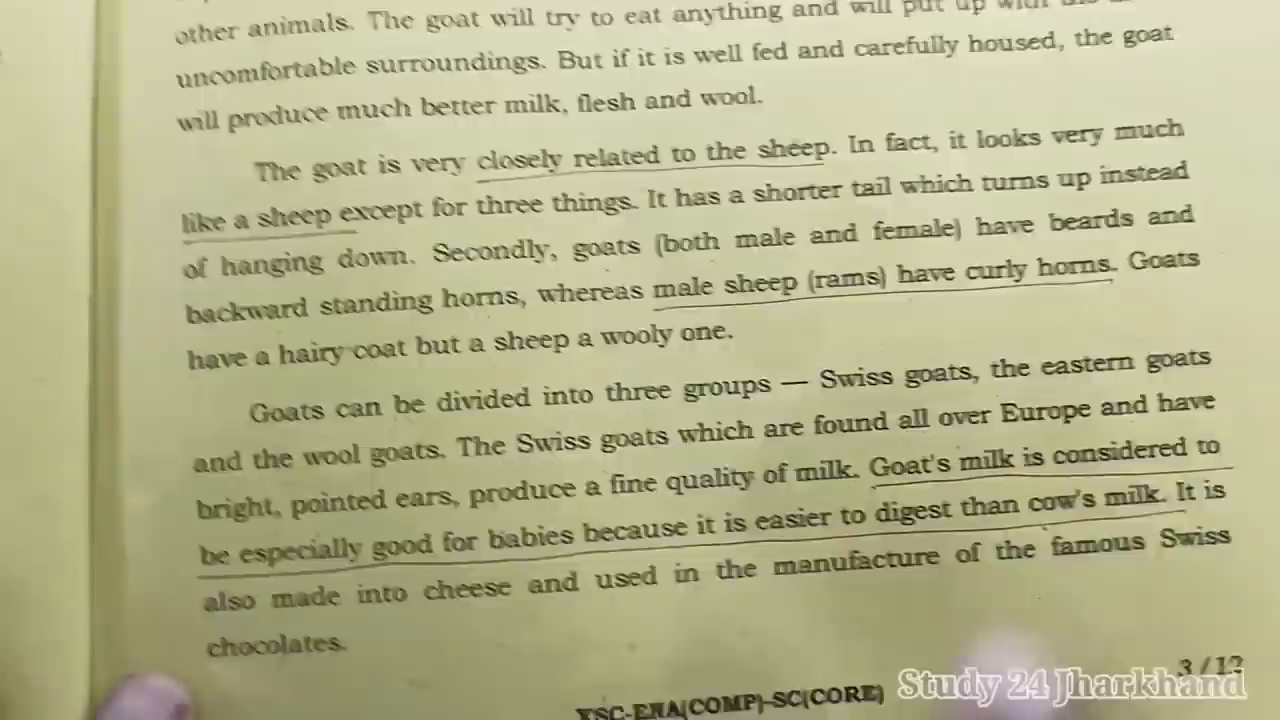 other animals. The goat will try to eat anything and will put up with
uncomfortable surroundings. But if it is well fed and carefully housed, the goat
will produce much better milk, flesh and wool.
The goat is very closely related to the sheep. In fact, it looks very much
like a sheep except for three things. It has a shorter tail which turns up instead
of hanging down. Secondly, goats (both male and female) have beards and
backward standing horns, whereas male sheep (rams) have curly horns. Goats
have a hairy coat but a sheep a wooly one.
Goats can be divided into three groups — Swiss goats, the eastern goats
and the wool goats. The Swiss goats which are found all over Europe and have
bright, pointed ears, produce a fine quality of milk. Goat's milk is considered to
be especially good for babies because it is easier to digest than cow's milk. It is
also made into cheese and used in the manufacture of the famous Swiss
chocolates.
3/12
(COMP)-SC(CORE)
Study 24 Jharkhand